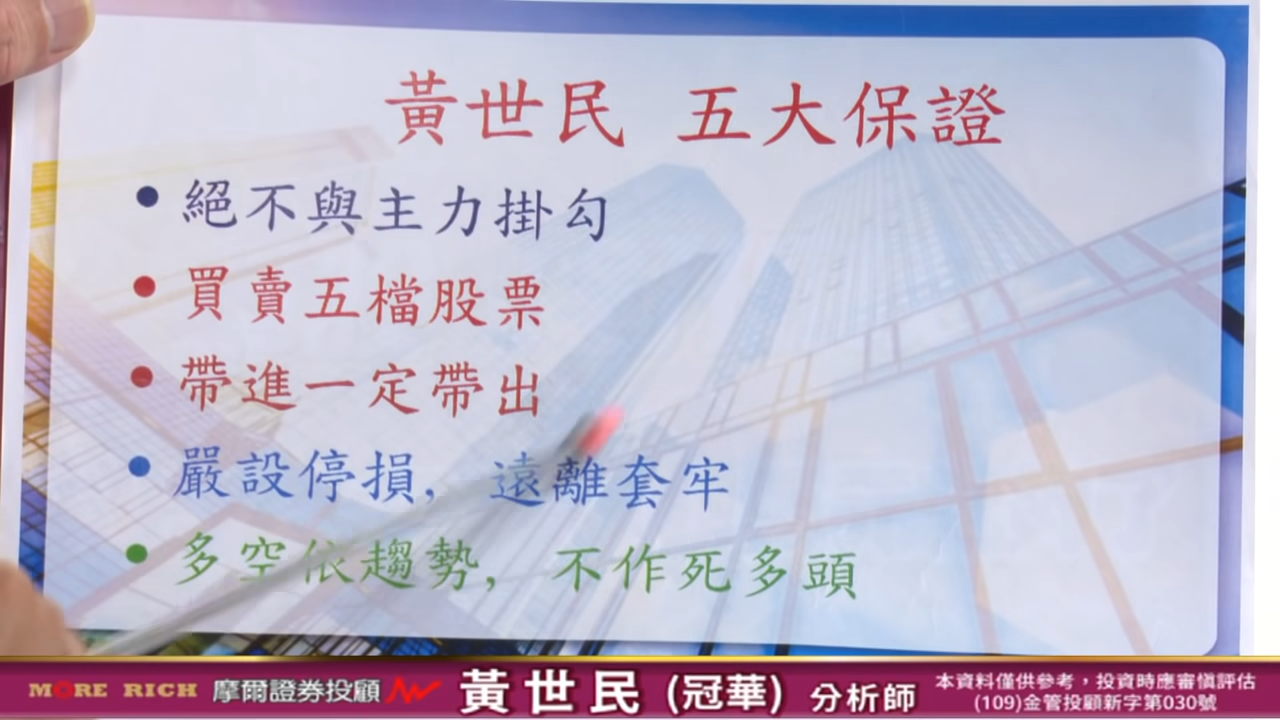 黃世民 五大保證
• 絕不與主力掛勾
• 買賣五檔股票
• 帶進一定帶出
• 嚴設停損, 遠離套牢
• 多空依趨勢, 不作死多頭
MORE RICH 摩爾證券投顧 黃世民 (冠華) 分析師
本資料僅供參考，投資時應審慎評估
(109)金管投顧新字第030號